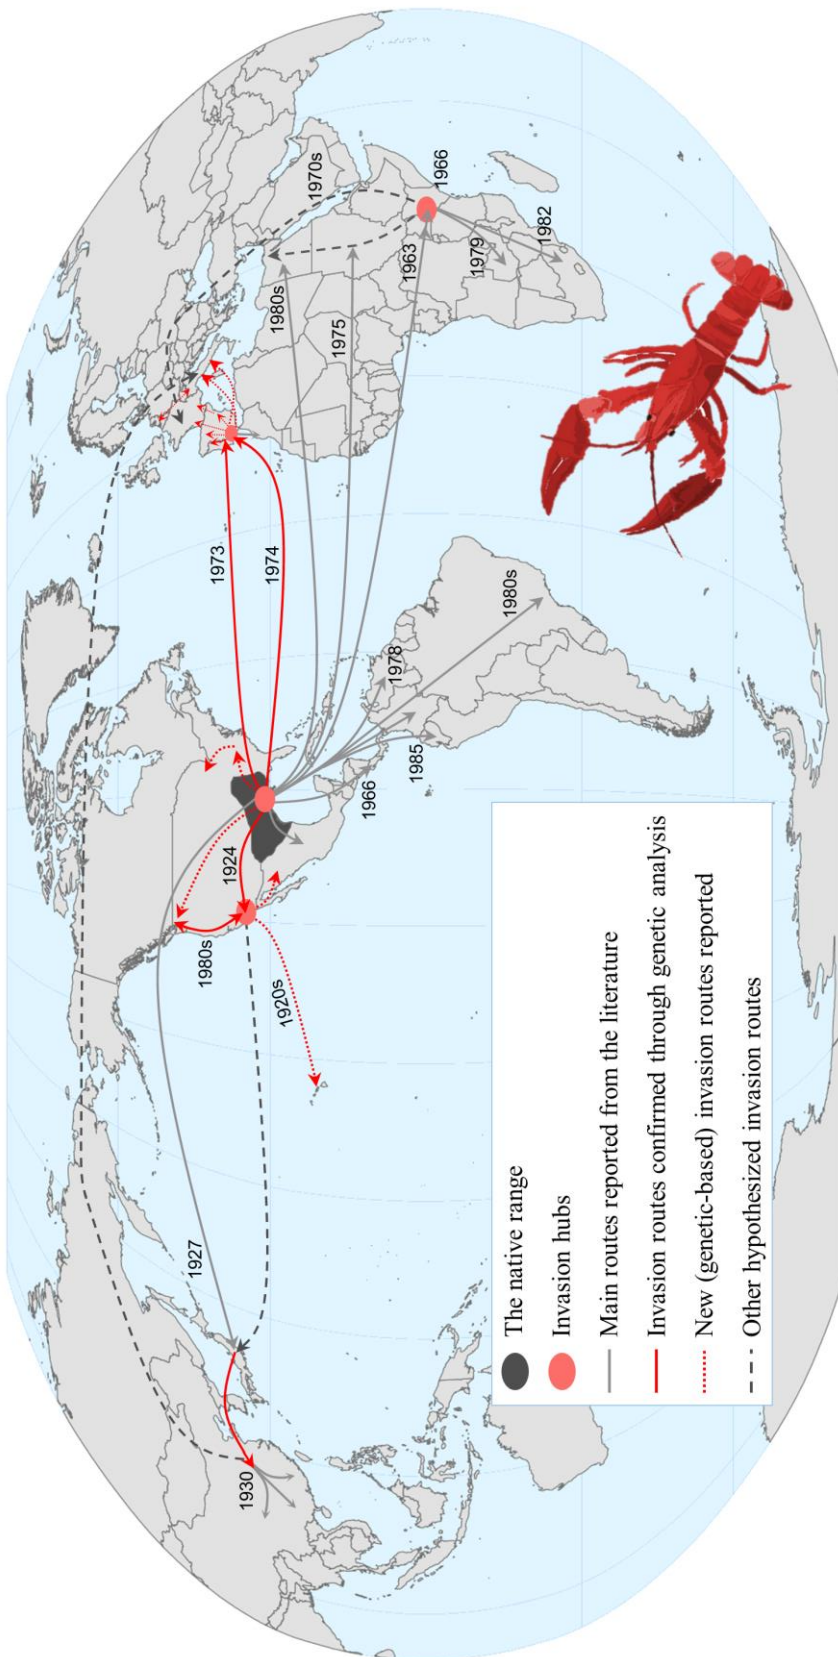 1930
1927
1980s
1920s
1924
1966
1985
1978
1980s
1973
1974
1980s
1975
1963
1970s
1966
1979
1982
The native range
Invasion hubs
Main routes reported from the literature
Invasion routes confirmed through genetic analysis
New (genetic-based) invasion routes reported
Other hypothesized invasion routes